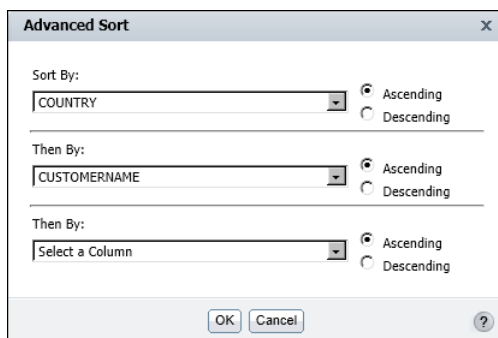 Advanced Sort x
Sort By:
COUNTRY
Ascending
Descending
Then By:
CUSTOMERNAME
Ascending
Descending
Then By:
Select a Column
Ascending
Descending
OK Cancel ?